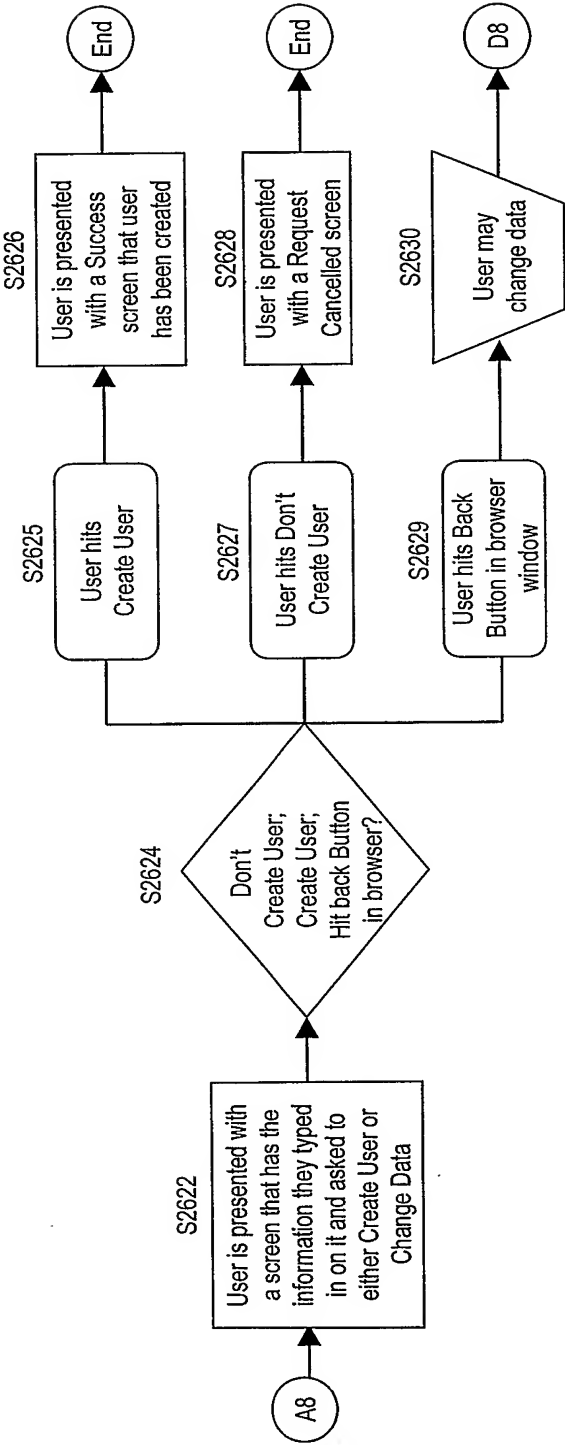 A8
S2622
User is presented with
a screen that has the
information they typed
in on it and asked to
either Create User or
Change Data
S2624
Don't
Create User;
Create User;
Hit back Button
in browser?
S2625
User hits
Create User
S2626
User is presented
with a Success
screen that user
has been created
End
S2627
User hits Don't
Create User
S2628
User is presented
with a Request
Cancelled screen
End
S2629
User hits Back
Button in browser
window
S2630
User may
change data
D8